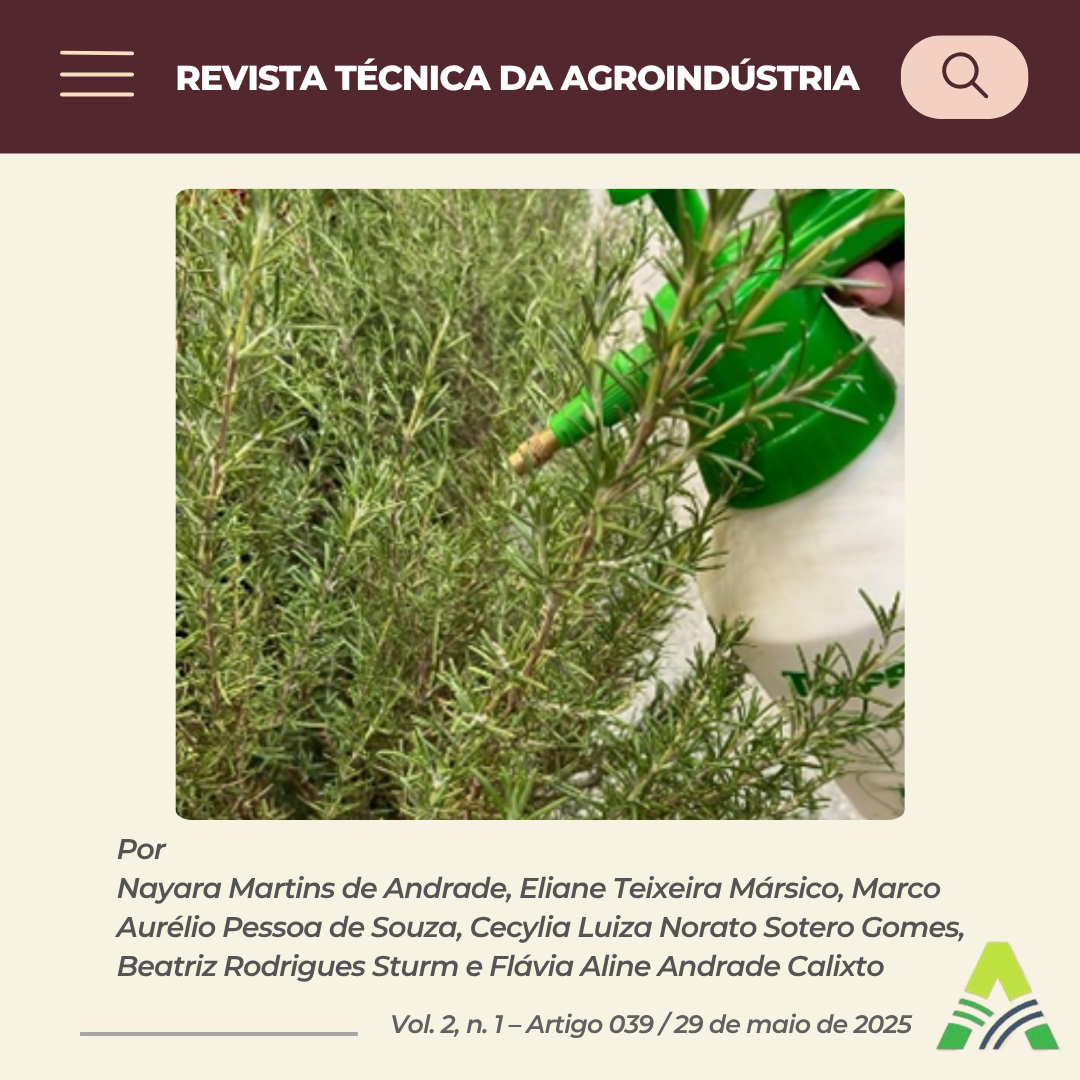 REVISTA TÉCNICA DA AGROINDÚSTRIA
Por
Nayara Martins de Andrade, Eliane Teixeira Mársico, Marco
Aurélio Pessoa de Souza, Cecylia Luiza Norato Sotero Gomes,
Beatriz Rodrigues Sturm e Flávia Aline Andrade Calixto
Vol. 2, n. 1 – Artigo 039 / 29 de maio de 2025